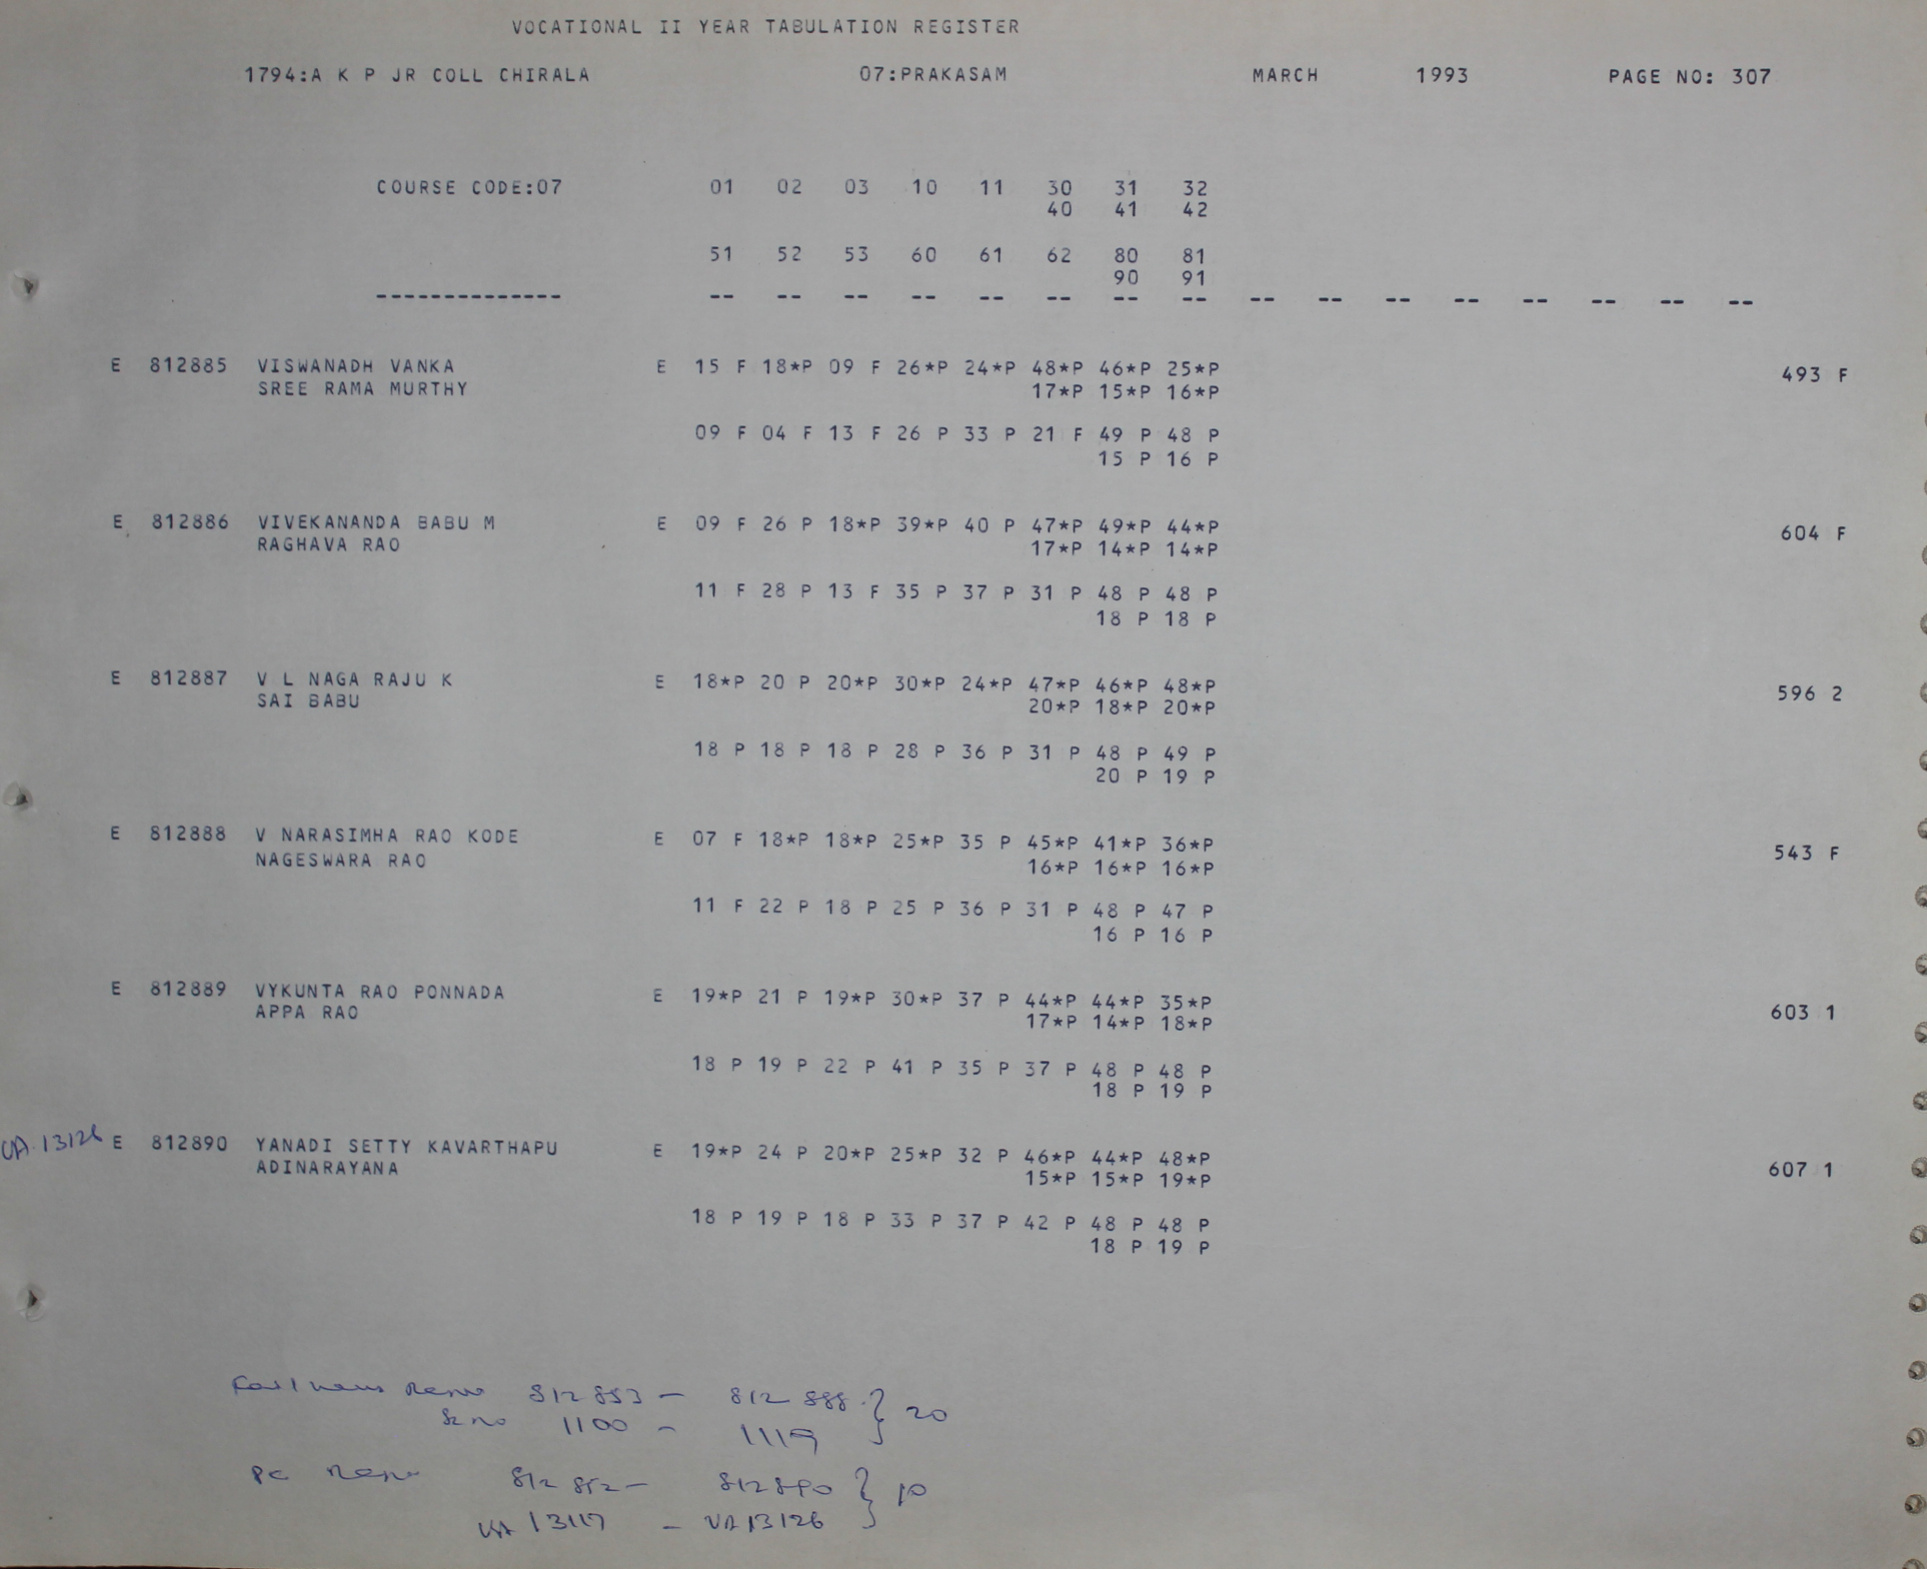 VOCATIONAL II YEAR TABULATION REGISTER
1794:A K P JR COLL CHIRALA 07:PRAKASAM MARCH 1993 PAGE NO: 307
COURSE CODE:07 01 02 03 10 11 30 31 32
40 41 42
51 52 53 60 61 62 80 81
90 91
-------------- -- -- -- -- -- -- -- -- -- -- -- -- -- -- -- --
E 812885 VISWANADH VANKA E 15 F 18*P 09 F 26*P 24*P 48*P 46*P 25*P 493 F
SREE RAMA MURTHY 17*P 15*P 16*P
09 F 04 F 13 F 26 P 33 P 21 F 49 P 48 P
15 P 16 P
E 812886 VIVEKANANDA BABU M E 09 F 26 P 18*P 39*P 40 P 47*P 49*P 44*P 604 F
RAGHAVA RAO 17*P 14*P 14*P
11 F 28 P 13 F 35 P 37 P 31 P 48 P 48 P
18 P 18 P
E 812887 V L NAGA RAJU K E 18*P 20 P 20*P 30*P 24*P 47*P 46*P 48*P 596 2
SAI BABU 20*P 18*P 20*P
18 P 18 P 18 P 28 P 36 P 31 P 48 P 49 P
20 P 19 P
E 812888 V NARASIMHA RAO KODE E 07 F 18*P 18*P 25*P 35 P 45*P 41*P 36*P 543 F
NAGESWARA RAO 16*P 16*P 16*P
11 F 22 P 18 P 25 P 36 P 31 P 48 P 47 P
16 P 16 P
E 812889 VYKUNTA RAO PONNADA E 19*P 21 P 19*P 30*P 37 P 44*P 44*P 35*P 603 1
APPA RAO 17*P 14*P 18*P
18 P 19 P 22 P 41 P 35 P 37 P 48 P 48 P
18 P 19 P
VA 13126 E 812890 YANADI SETTY KAVARTHAPU E 19*P 24 P 20*P 25*P 32 P 46*P 44*P 48*P 607 1
ADINARAYANA 15*P 15*P 19*P
18 P 19 P 18 P 33 P 37 P 42 P 48 P 48 P
18 P 19 P
812853 - 812888 } 20
1100 - 1119
PC 812852 - 812890 } 10
VA 13117 - VA 13126